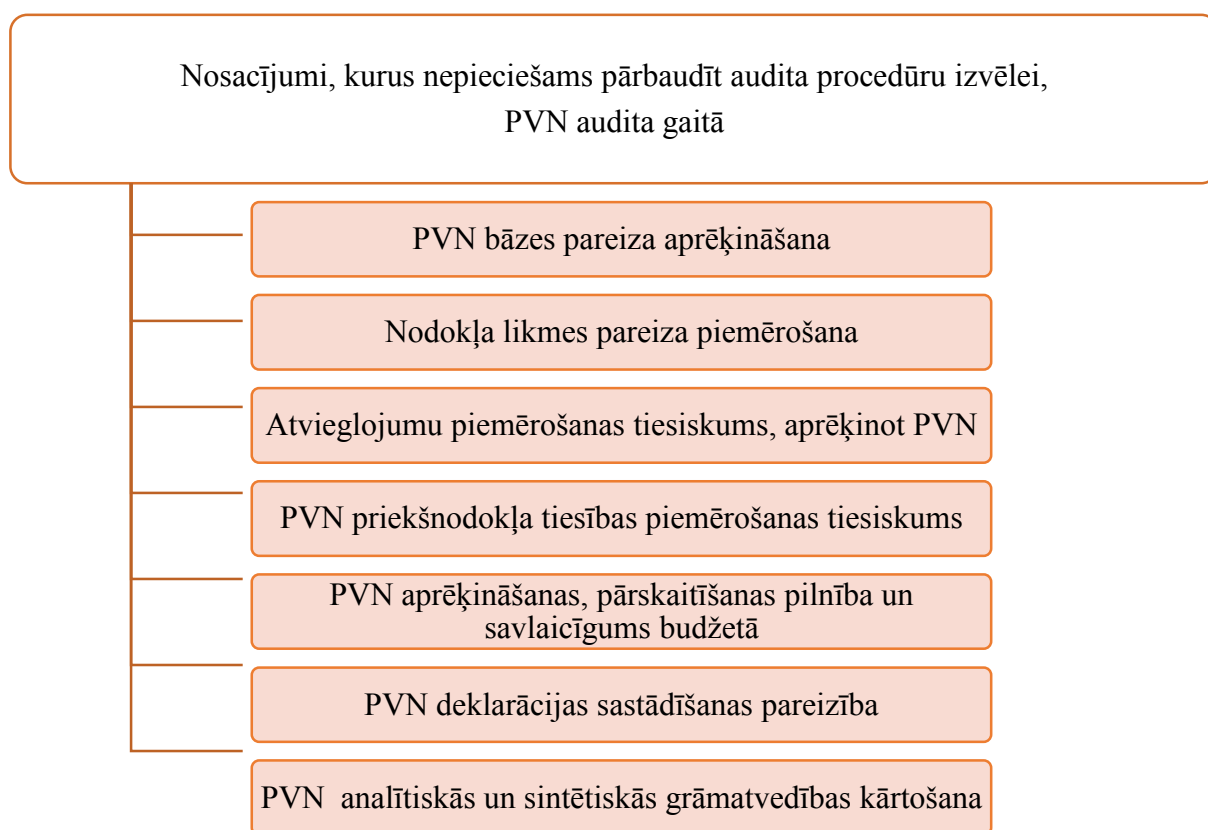 Nosacījumi, kurus nepieciešams pārbaudīt audita procedūru izvēlei,
PVN audita gaitā
PVN bāzes pareiza aprēķināšana
Nodokļa likmes pareiza piemērošana
Atvieglojumu piemērošanas tiesiskums, aprēķinot PVN
PVN priekšnodokļa tiesības piemērošanas tiesiskums
PVN aprēķināšanas, pārskaitīšanas pilnība un
savlaicīgums budžetā
PVN deklarācijas sastādīšanas pareizība
PVN analītiskās un sintētiskās grāmatvedības kārtošana